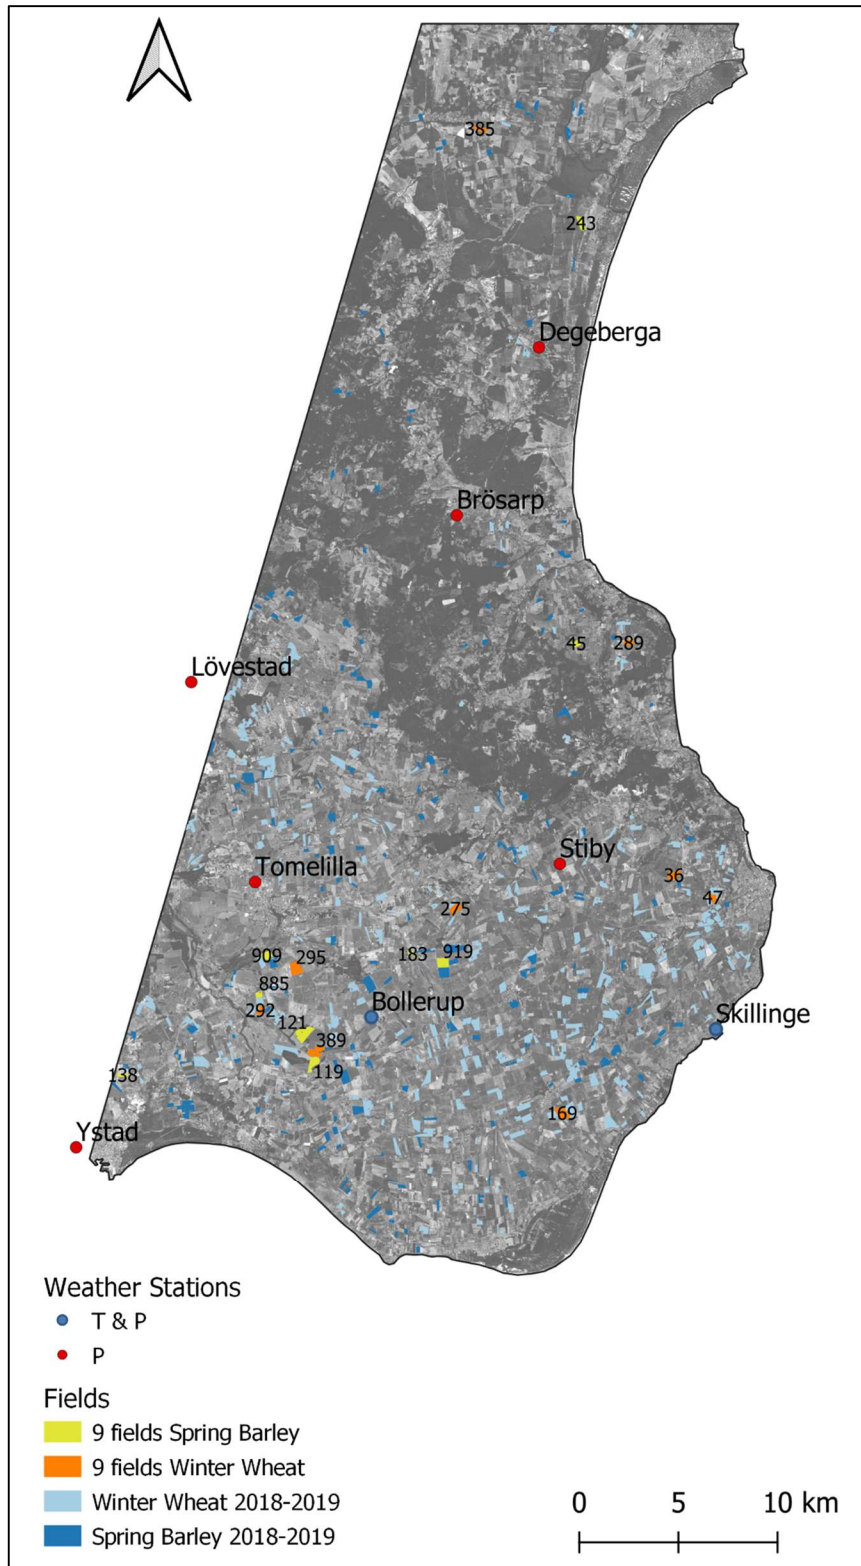 385
243
Degeberga
Brösarp
45
289
Lövestad
Stiby
Tomelilla
36
47
275
909
295
183
919
885
292
121
Bollerup
Skillinge
389
119
138
169
Ystad
Weather Stations
T & P
P
Fields
9 fields Spring Barley
9 fields Winter Wheat
Winter Wheat 2018-2019
Spring Barley 2018-2019
0 5 10 km